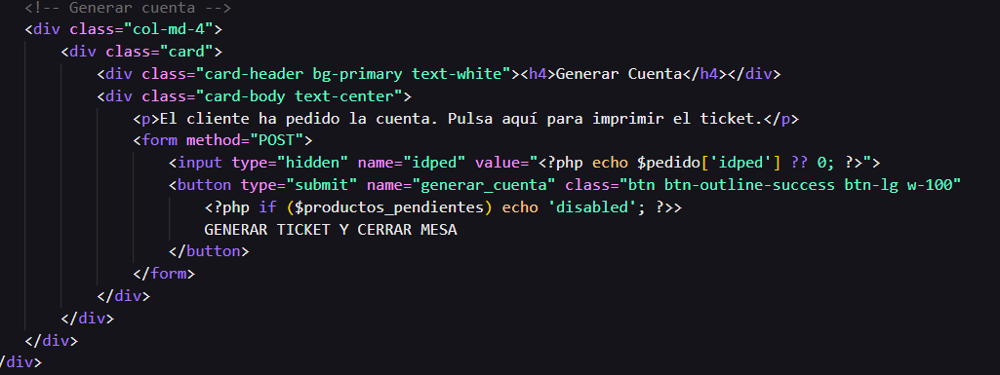 <!-- Generar cuenta -->
<div class="col-md-4">
<div class="card">
<div class="card-header bg-primary text-white"><h4>Generar Cuenta</h4></div>
<div class="card-body text-center">
<p>El cliente ha pedido la cuenta. Pulsa aquí para imprimir el ticket.</p>
<form method="POST">
<input type="hidden" name="idped" value="<?php echo $pedido['idped'] ?? 0; ?>">
<button type="submit" name="generar_cuenta" class="btn btn-outline-success btn-lg w-100"
<?php if ($productos_pendientes) echo 'disabled'; ?>>
GENERAR TICKET Y CERRAR MESA
</button>
</form>
</div>
</div>
</div>
/div>